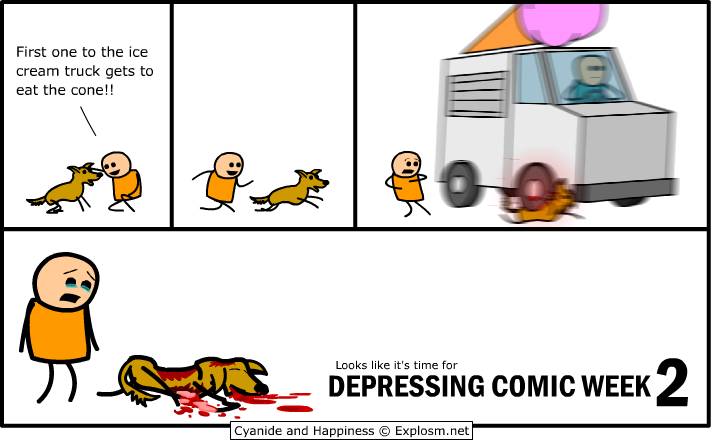 First one to the ice
cream truck gets to
eat the cone!!
Looks like it's time for
DEPRESSING COMIC WEEK 2
Cyanide and Happiness © Explosm.net